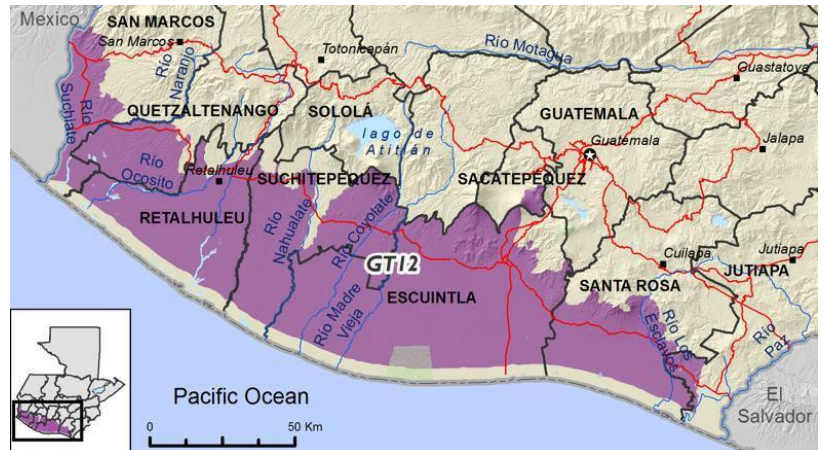 Mexico
SAN MARCOS
San Marcos
Totonicapán
Río Motagua
Guastatoya
Río
Naranjo
Río
Suchiate
QUETZALTENANGO
SOLOLÁ
GUATEMALA
Guatemala
lago de
Atitlán
Jalapa
Río
Ocosito
Retalhuleu
SUCHITEPEQUEZ
SACATEPEQUEZ
RETALHULEU
Río
Nahualate
Río Coyolate
GT12
Cuilapa
Jutiapa
SANTA ROSA
JUTIAPA
ESCUINTLA
Río Madre
Vieja
Río Los
Esclavos
Río
Paz
Pacific Ocean
El
Salvador
0
50 Km